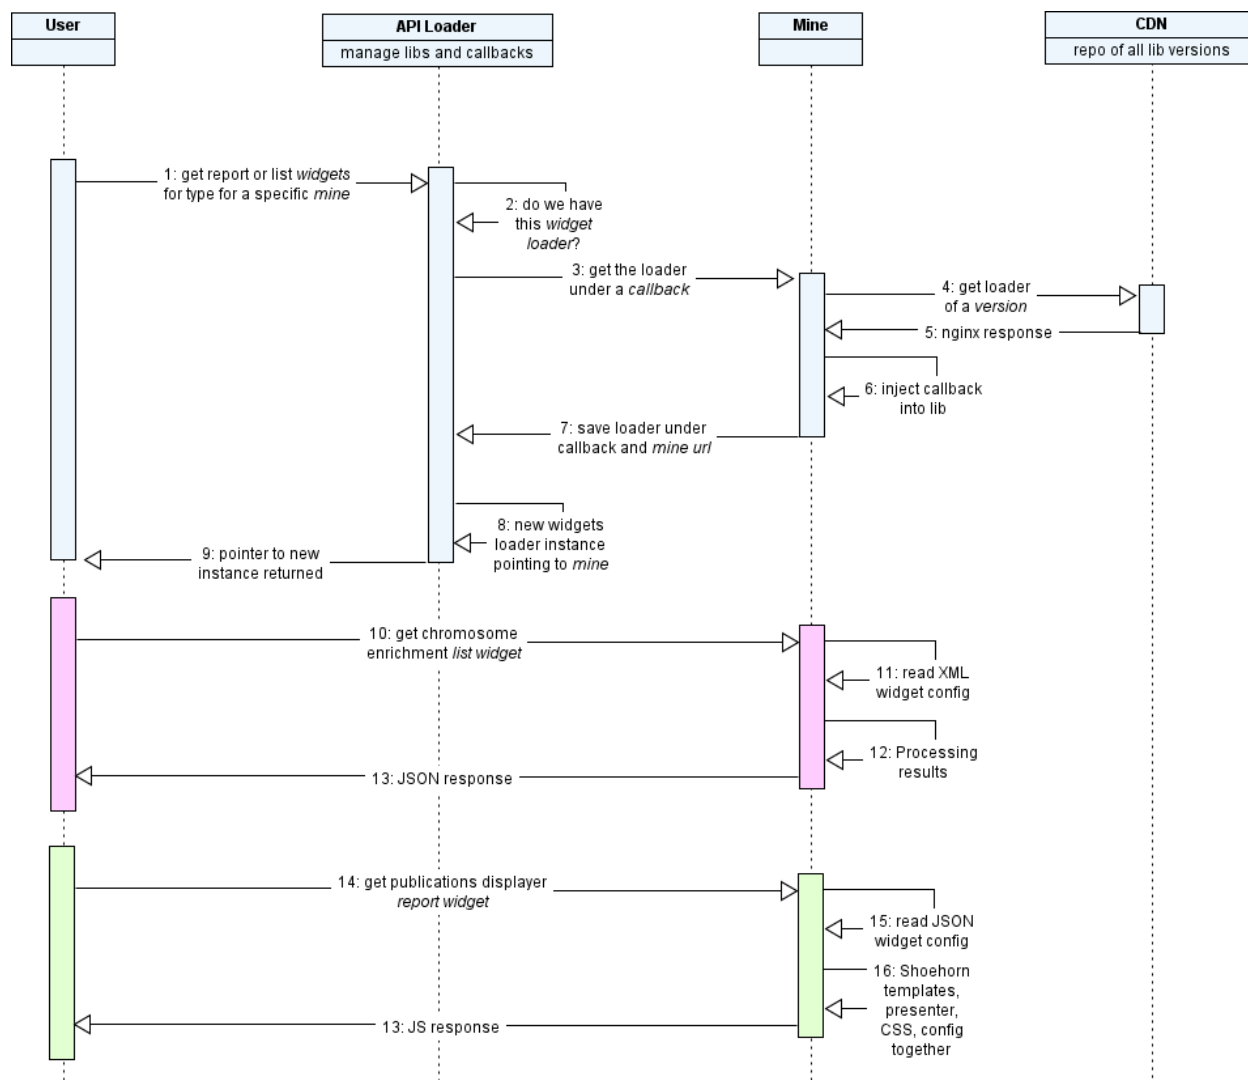 User
API Loader
manage libs and callbacks
Mine
CDN
repo of all lib versions
1: get report or list widgets
for type for a specific mine
2: do we have
this widget
loader?
3: get the loader
under a callback
4: get loader
of a version
5: nginx response
6: inject callback
into lib
7: save loader under
callback and mine url
8: new widgets
loader instance
pointing to mine
9: pointer to new
instance returned
10: get chromosome
enrichment list widget
11: read XML
widget config
12: Processing
results
13: JSON response
14: get publications displayer
report widget
15: read JSON
widget config
16: Shoehorn
templates,
presenter,
CSS, config
together
13: JS response